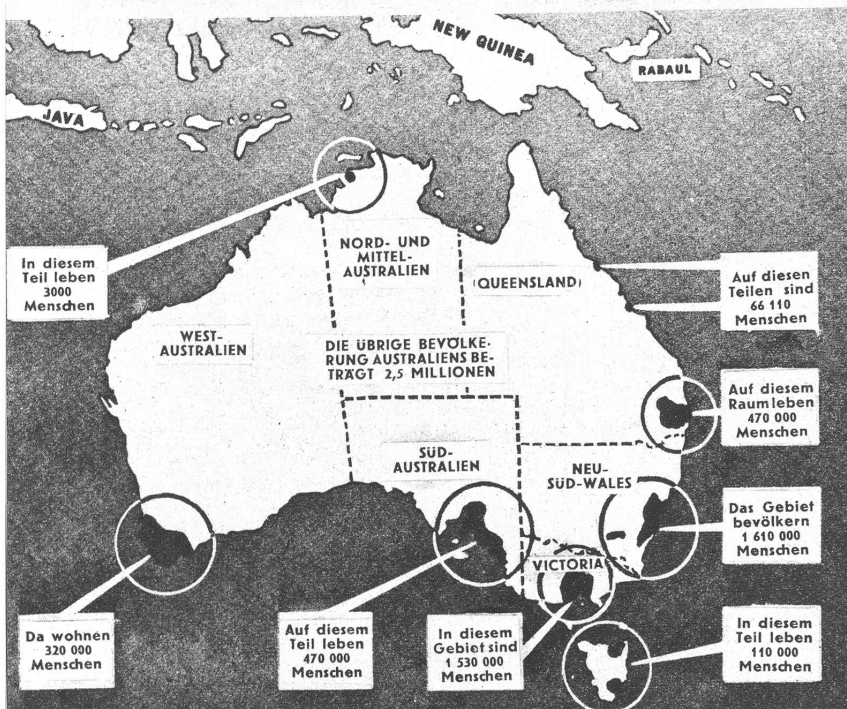 NEW GUINEA
RABAUL
JAVA
In diesem
Teil leben
3000
Menschen
NORD- UND
MITTEL-
AUSTRALIEN
(QUEENSLAND)
Auf diesen
Teilen sind
66 110
Menschen
WEST-
AUSTRALIEN
DIE ÜBRIGE BEVÖLKE-
RUNG AUSTRALIENS BE-
TRÄGT 2,5 MILLIONEN
Auf diesem
Raum leben
470 000
Menschen
SÜD-
AUSTRALIEN
NEU-
SÜD-WALES
Das Gebiet
bevölkern
1 610 000
Menschen
VICTORIA
Da wohnen
320 000
Menschen
Auf diesem
Teil leben
470 000
Menschen
In diesem
Gebiet sind
1 530 000
Menschen
In diesem
Teil leben
110 000
Menschen